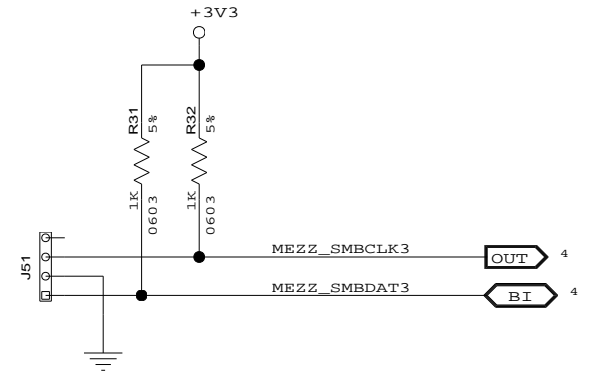 +3V3
R31
5%
1K
0603
R32
5%
1K
0603
J51
MEZZ_SMBCLK3
OUT
4
MEZZ_SMBDAT3
BI
4